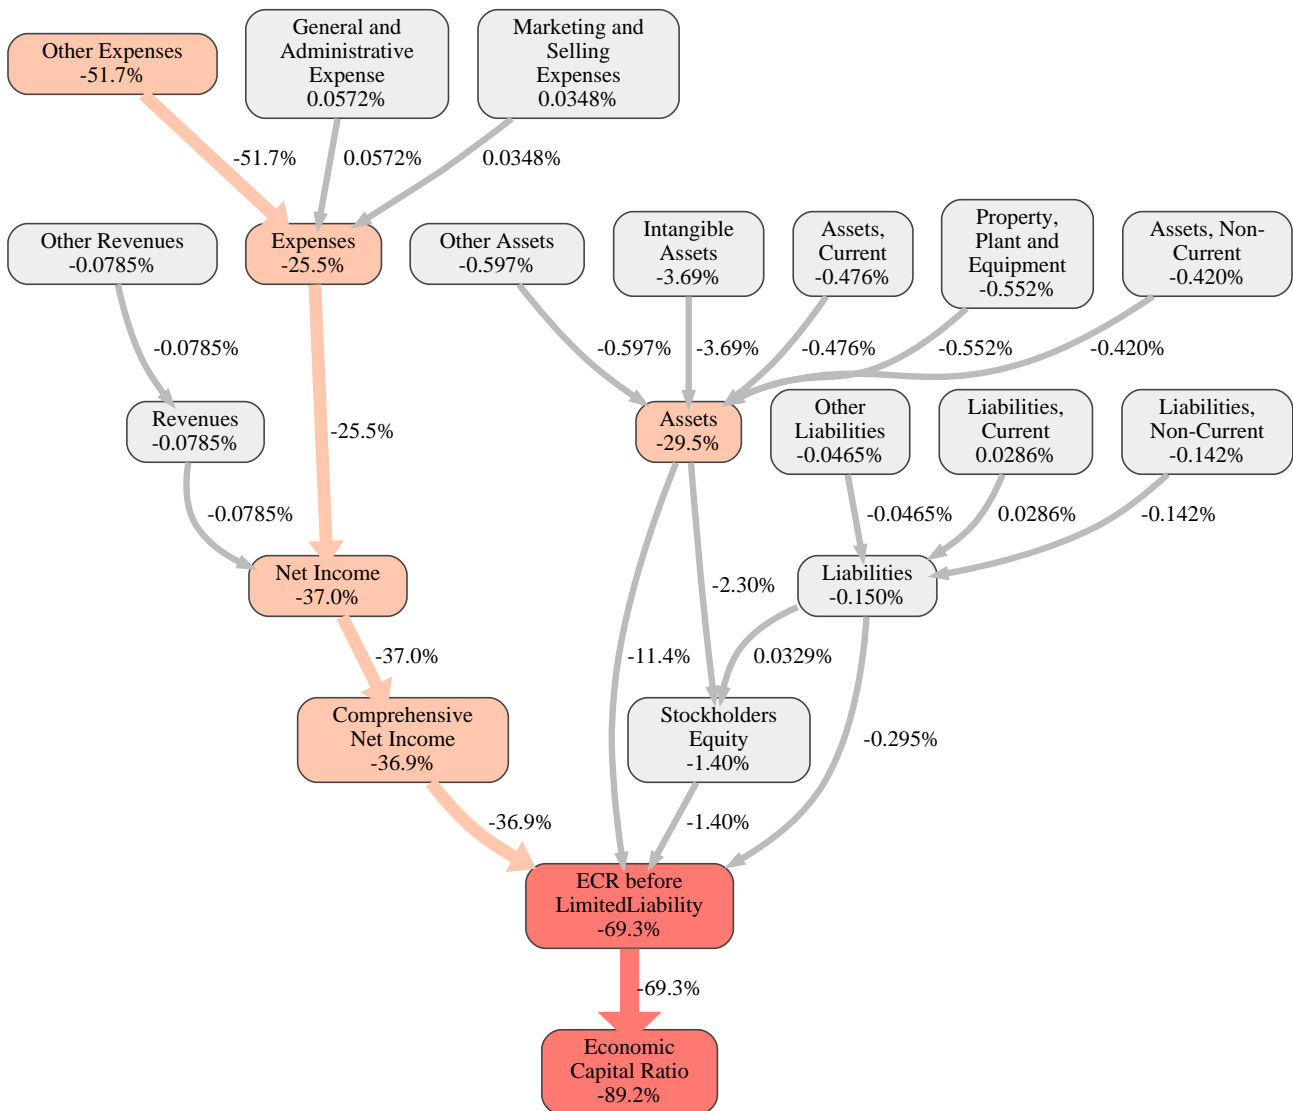 Other Expenses
-51.7%
General and
Administrative
Expense
0.0572%
Marketing and
Selling
Expenses
0.0348%
-51.7%
0.0572%
0.0348%
Other Revenues
-0.0785%
Expenses
-25.5%
Other Assets
-0.597%
Intangible
Assets
-3.69%
Assets,
Current
-0.476%
Property,
Plant and
Equipment
-0.552%
Assets, Non-
Current
-0.420%
-0.0785%
-0.597%
-3.69%
-0.476%
-0.552%
-0.420%
Revenues
-0.0785%
-25.5%
Assets
-29.5%
Other
Liabilities
-0.0465%
Liabilities,
Current
0.0286%
Liabilities,
Non-Current
-0.142%
-0.0785%
-0.0465%
0.0286%
-0.142%
Net Income
-37.0%
-2.30%
Liabilities
-0.150%
-37.0%
-11.4%
0.0329%
Comprehensive
Net Income
-36.9%
Stockholders
Equity
-1.40%
-0.295%
-36.9%
-1.40%
ECR before
LimitedLiability
-69.3%
-69.3%
Economic
Capital Ratio
-89.2%